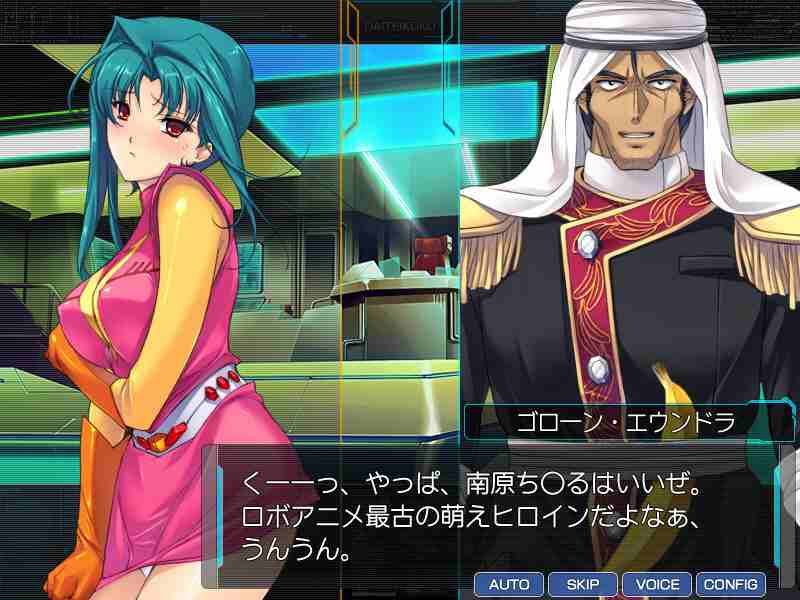 DAITEIKOKU
ゴローン・エウンドラ
くーーっ、やっぱ、南原ち〇るはいいぜ。
ロボアニメ最古の萌えヒロインだよなぁ、
うんうん。
AUTO SKIP VOICE CONFIG